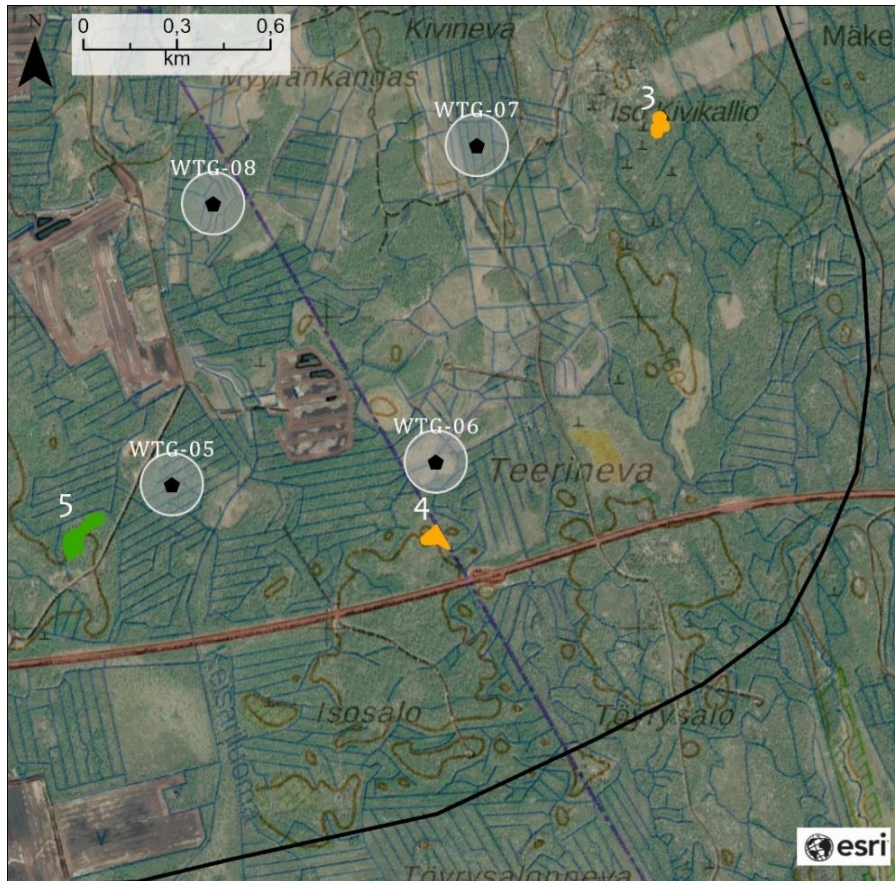 N
0 0,3 0,6
km
Kivineva
Mäke
Myyränkangas
3
WTG-07
Iso Kivikallio
WTG-08
160
WTG-06
WTG-05
Teerineva
5
4
Isosalo
Töyrysalo
V
esri
Töyrysalonneva